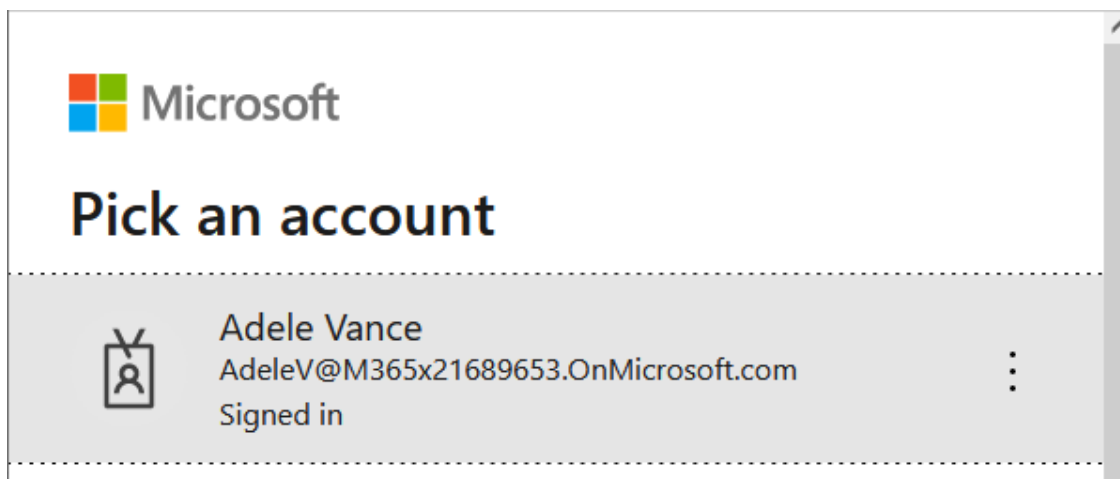 Microsoft
Pick an account
Adele Vance
AdeleV@M365x21689653.OnMicrosoft.com
Signed in